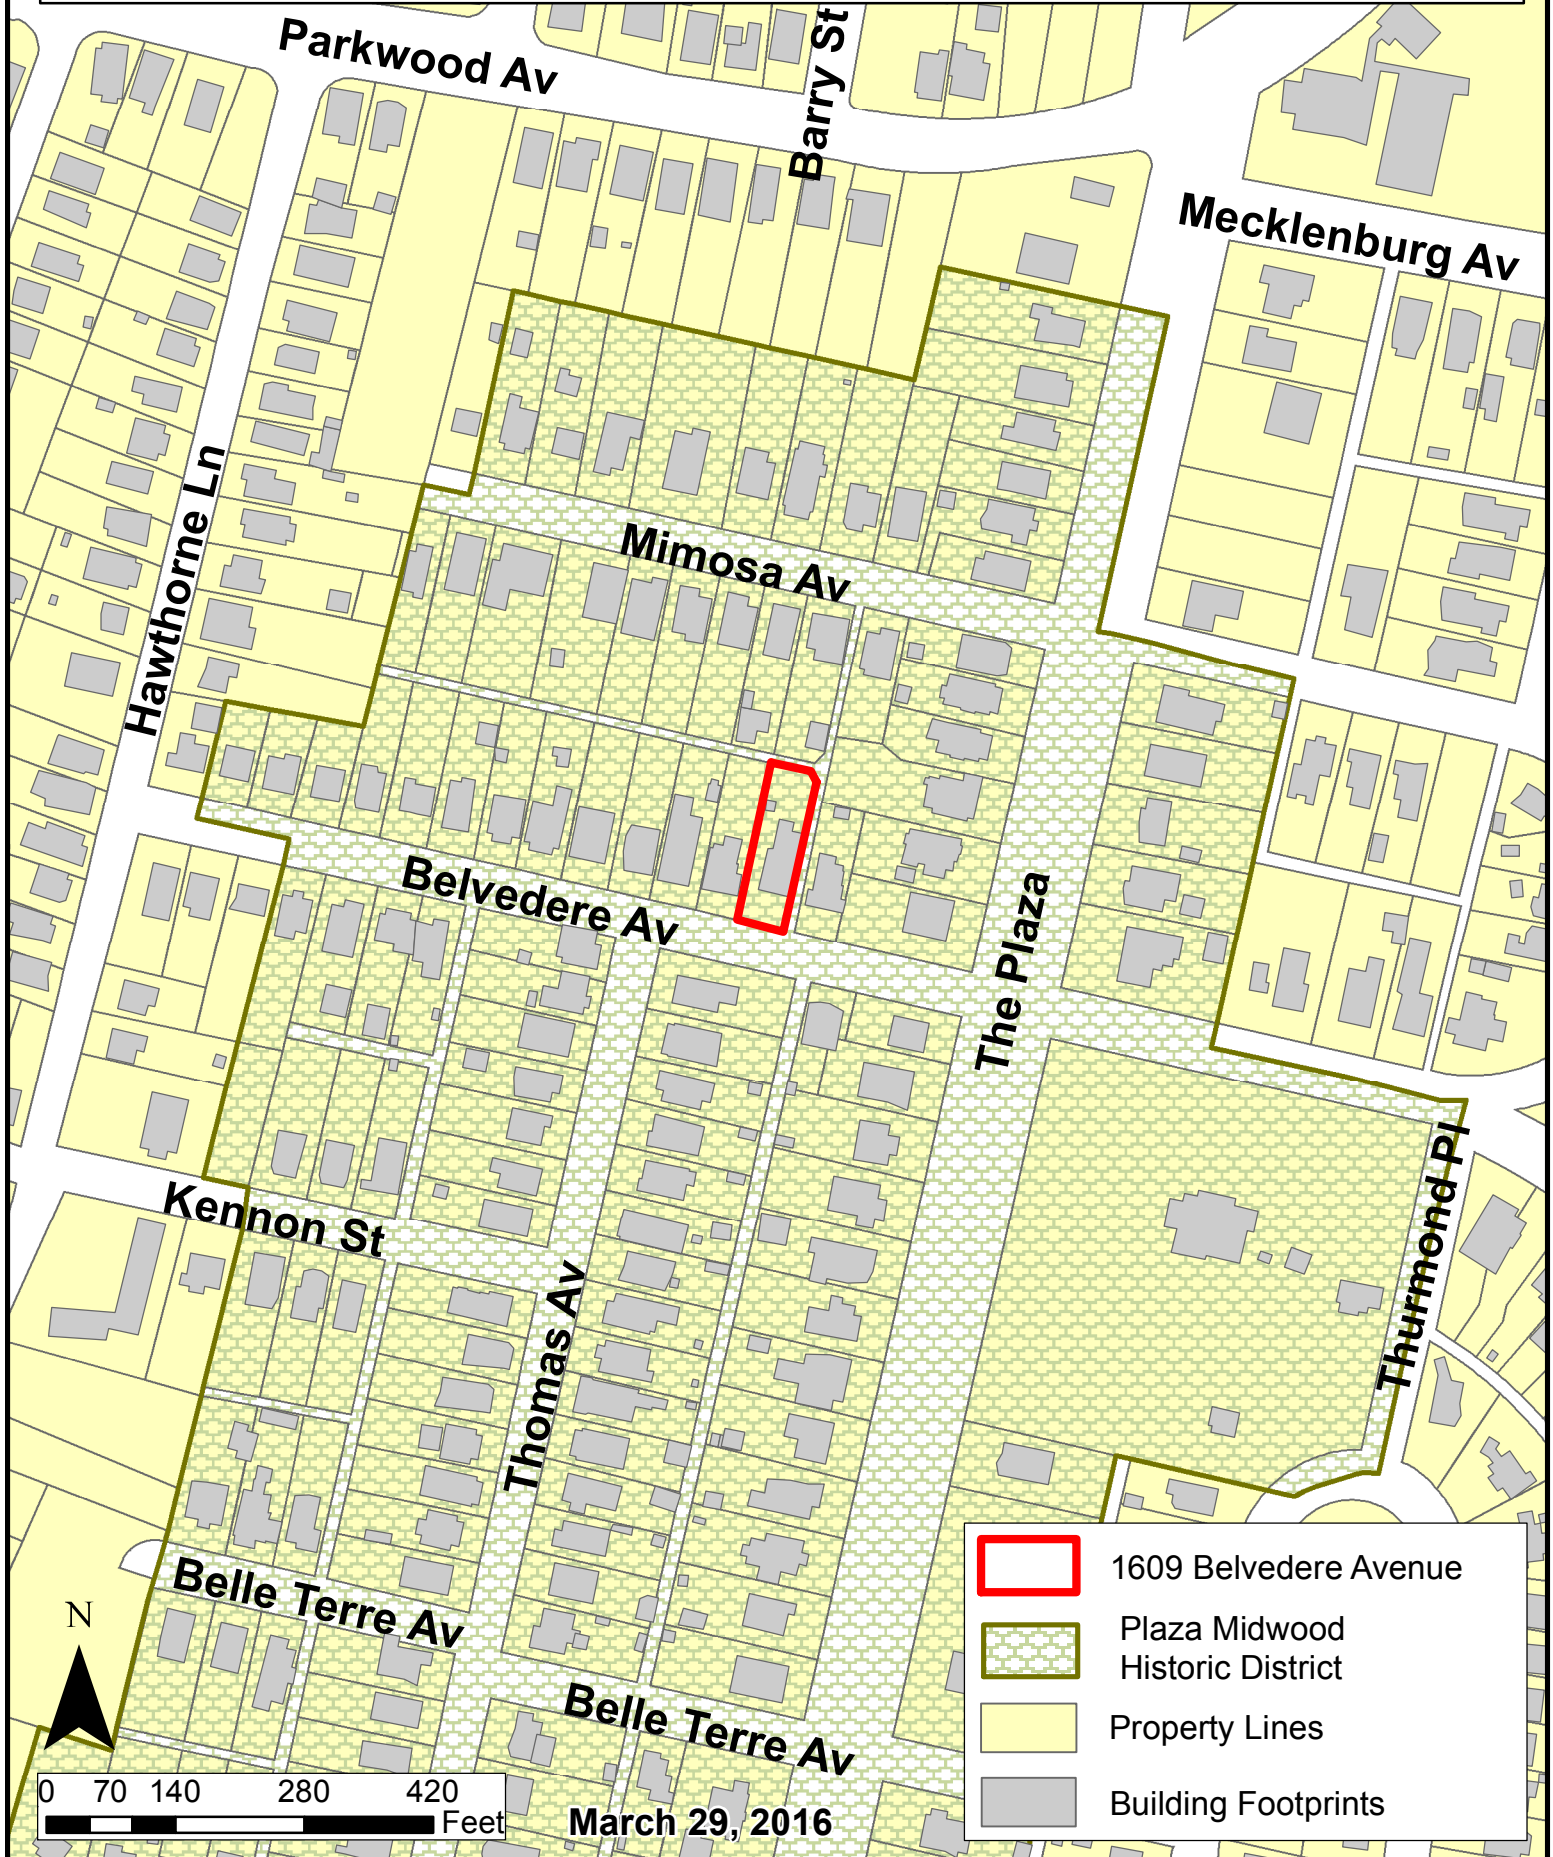 Parkwood Av
Barry St
Mecklenburg Av
Hawthorne Ln
Mimosa Av
Belvedere Av
The Plaza
Thurmond Pl
Kennon St
Thomas Av
Belle Terre Av
Belle Terre Av
N
0 70 140 280 420
Feet
March 29, 2016
1609 Belvedere Avenue
Plaza Midwood
Historic District
Property Lines
Building Footprints